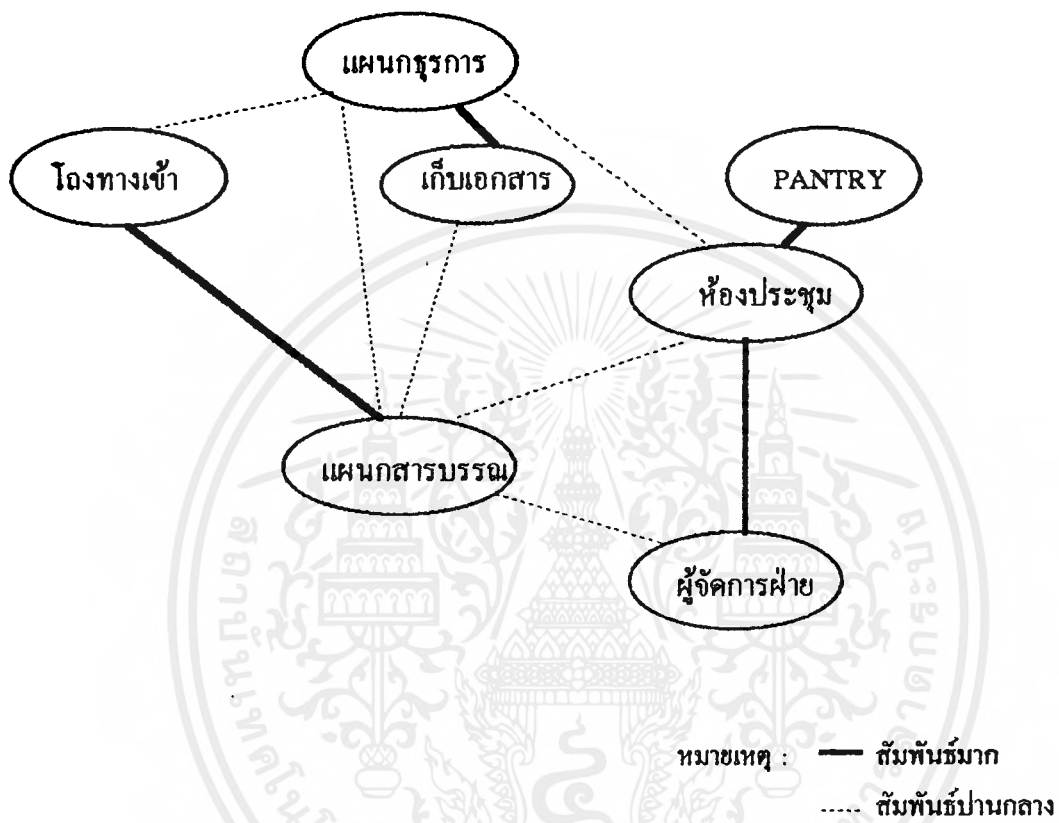 แผนกธุรการ
โถงทางเข้า
เก็บเอกสาร
PANTRY
ห้องประชุม
แผนกสารบรรณ
ผู้จัดการฝ่าย
หมายเหตุ : สัมพันธ์มาก
..... สัมพันธ์ปานกลาง